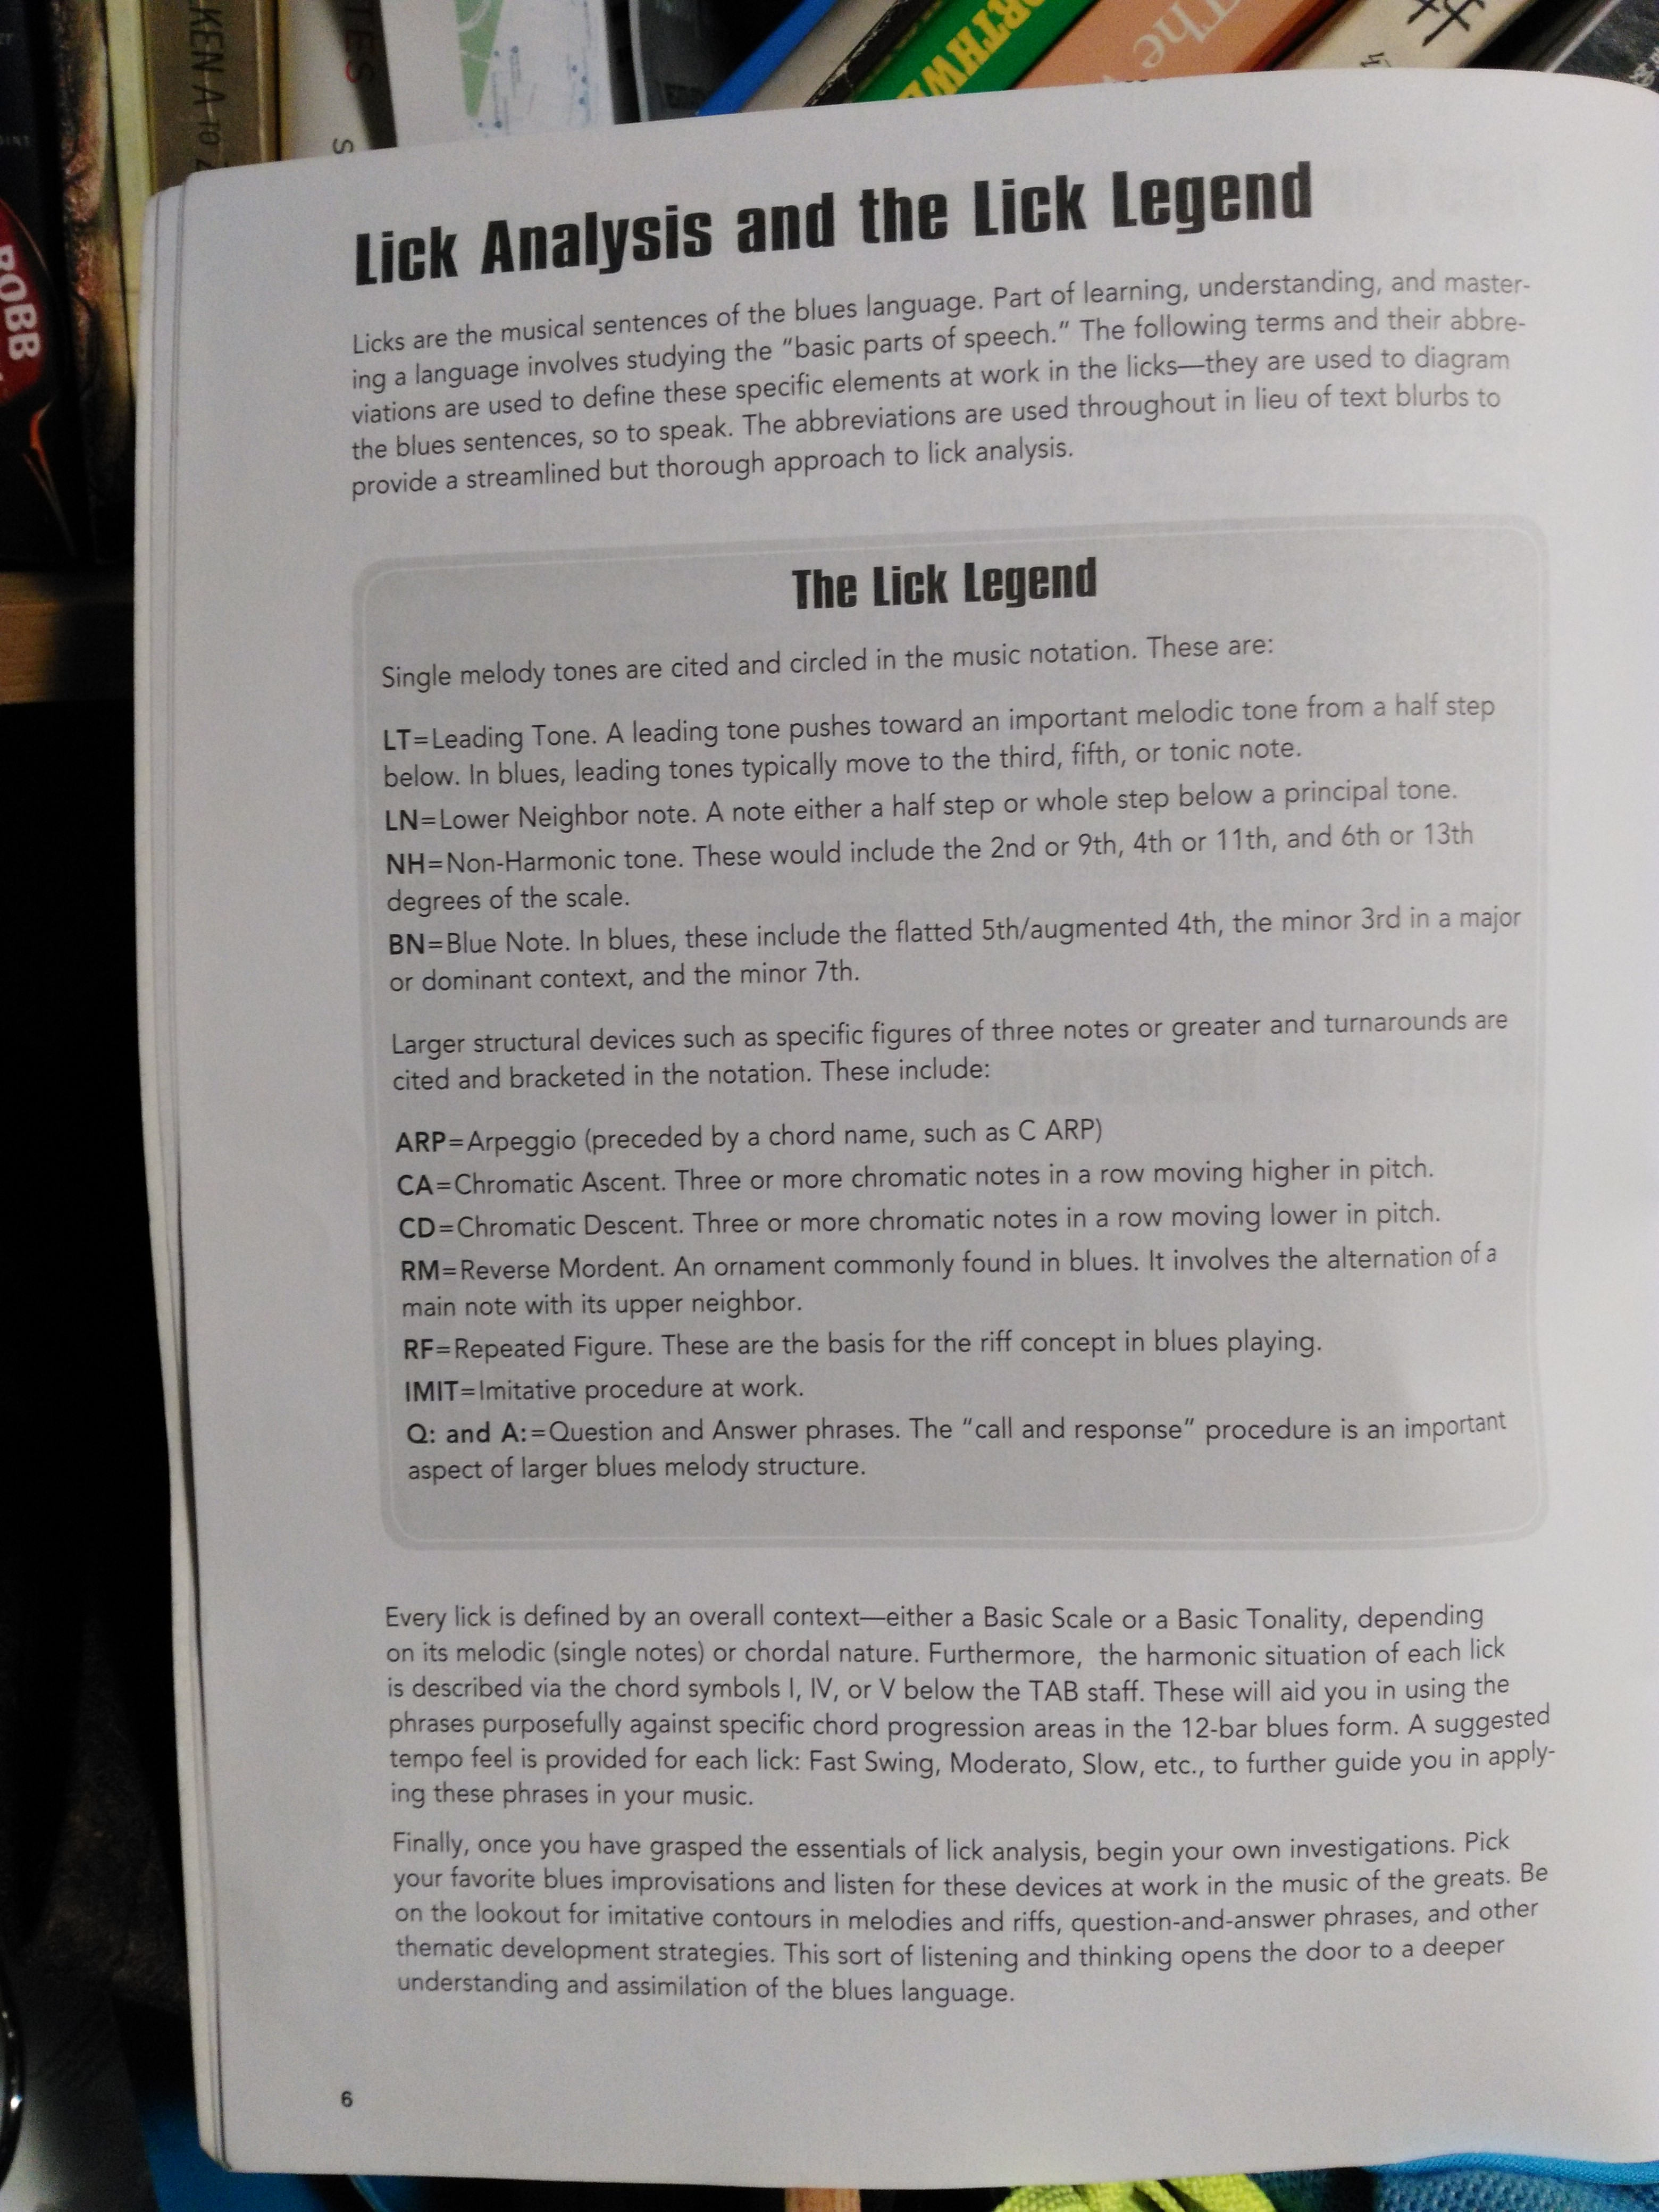 KEN A TO Z
TES
S
ORTHWE
The
ROBB
Lick Analysis and the Lick Legend
Licks are the musical sentences of the blues language. Part of learning, understanding, and master-
ing a language involves studying the "basic parts of speech." The following terms and their abbre-
viations are used to define these specific elements at work in the licks—they are used to diagram
the blues sentences, so to speak. The abbreviations are used throughout in lieu of text blurbs to
provide a streamlined but thorough approach to lick analysis.
The Lick Legend
Single melody tones are cited and circled in the music notation. These are:
LT=Leading Tone. A leading tone pushes toward an important melodic tone from a half step
below. In blues, leading tones typically move to the third, fifth, or tonic note.
LN=Lower Neighbor note. A note either a half step or whole step below a principal tone.
NH=Non-Harmonic tone. These would include the 2nd or 9th, 4th or 11th, and 6th or 13th
degrees of the scale.
BN=Blue Note. In blues, these include the flatted 5th/augmented 4th, the minor 3rd in a major
or dominant context, and the minor 7th.
Larger structural devices such as specific figures of three notes or greater and turnarounds are
cited and bracketed in the notation. These include:
ARP=Arpeggio (preceded by a chord name, such as C ARP)
CA=Chromatic Ascent. Three or more chromatic notes in a row moving higher in pitch.
CD=Chromatic Descent. Three or more chromatic notes in a row moving lower in pitch.
RM=Reverse Mordent. An ornament commonly found in blues. It involves the alternation of a
main note with its upper neighbor.
RF=Repeated Figure. These are the basis for the riff concept in blues playing.
IMIT=Imitative procedure at work.
Q: and A:=Question and Answer phrases. The "call and response" procedure is an important
aspect of larger blues melody structure.
Every lick is defined by an overall context—either a Basic Scale or a Basic Tonality, depending
on its melodic (single notes) or chordal nature. Furthermore, the harmonic situation of each lick
is described via the chord symbols I, IV, or V below the TAB staff. These will aid you in using the
phrases purposefully against specific chord progression areas in the 12-bar blues form. A suggested
tempo feel is provided for each lick: Fast Swing, Moderato, Slow, etc., to further guide you in apply-
ing these phrases in your music.
Finally, once you have grasped the essentials of lick analysis, begin your own investigations. Pick
your favorite blues improvisations and listen for these devices at work in the music of the greats. Be
on the lookout for imitative contours in melodies and riffs, question-and-answer phrases, and other
thematic development strategies. This sort of listening and thinking opens the door to a deeper
understanding and assimilation of the blues language.
6